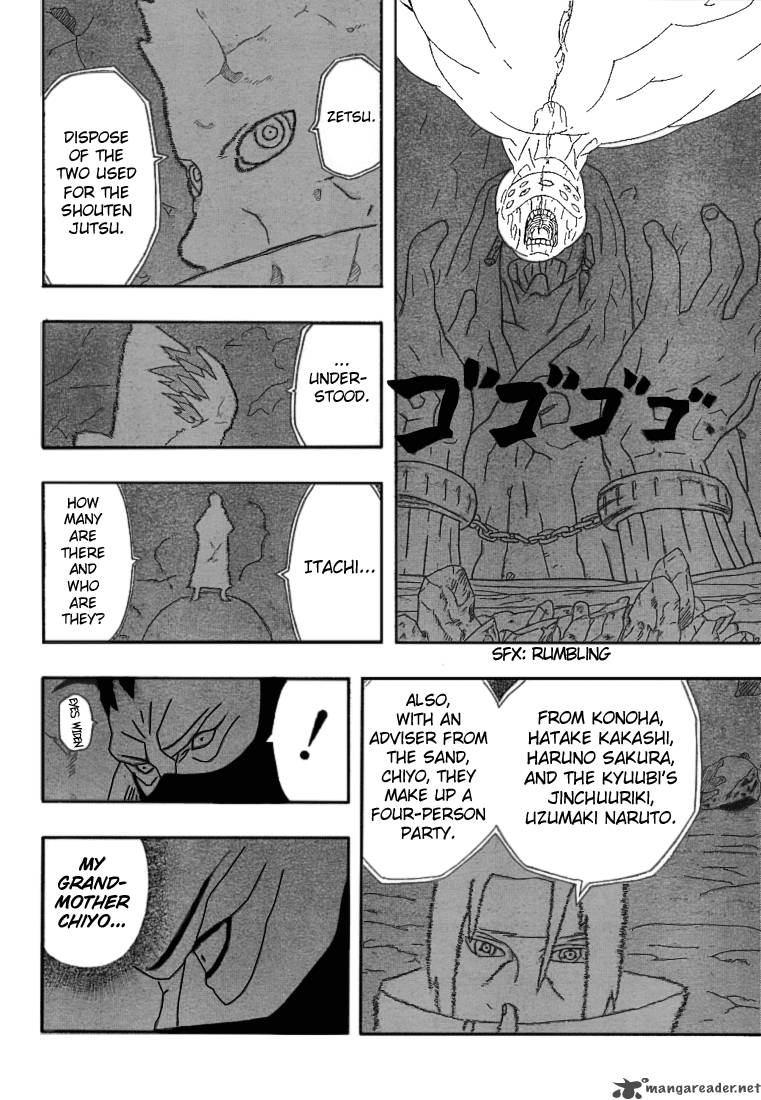 ゴゴゴゴ
SFX: RUMBLING
ZETSU.
DISPOSE
OF THE
TWO USED
FOR THE
SHOUTEN
JUTSU.
...
UNDER-
STOOD.
ITACHI...
HOW
MANY
ARE
THERE
AND
WHO
ARE
THEY?
FROM KONOHA,
HATAKE KAKASHI,
HARUNO SAKURA,
AND THE KYUUBI'S
JINCHUURIKI,
UZUMAKI NARUTO.
ALSO,
WITH AN
ADVISER FROM
THE SAND,
CHIYO, THEY
MAKE UP A
FOUR-PERSON
PARTY.
!
EYES WIDEN
MY
GRAND-
MOTHER
CHIYO...
mangareader.net